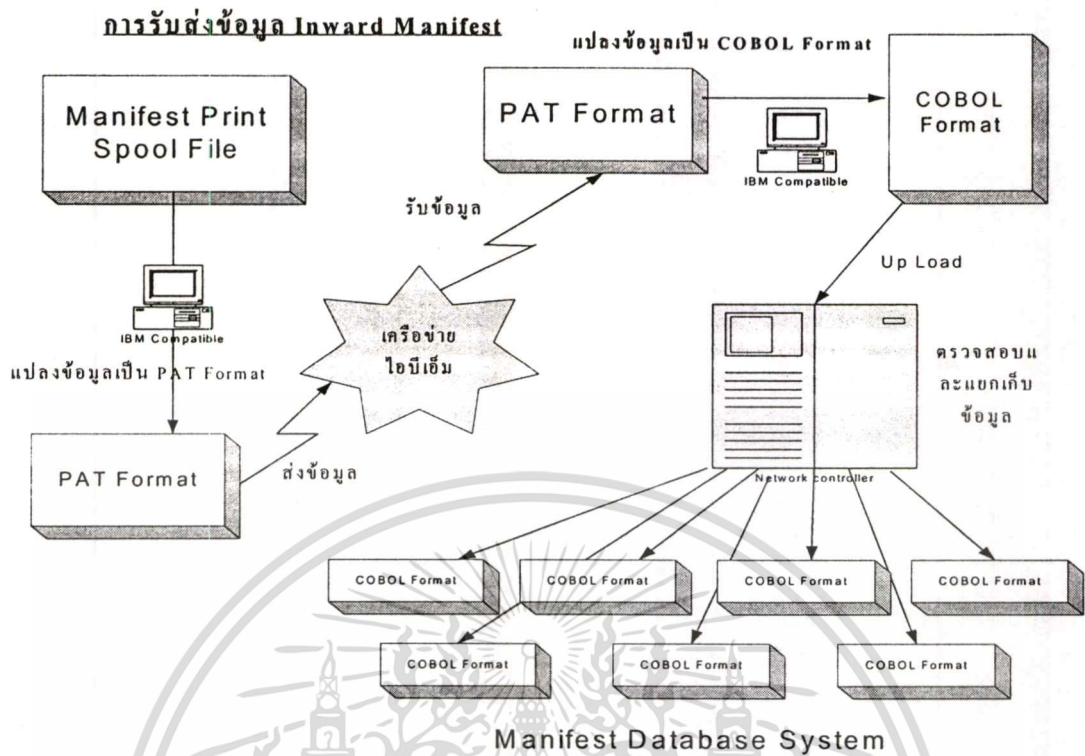 การรับส่งข้อมูล Inward Manifest
แปลงข้อมูลเป็น COBOL Format
Manifest Print
Spool File
PAT Format
COBOL
Format
IBM Compatible
รับข้อมูล
Up Load
IBM Compatible
เครือข่าย
ไอบีเอ็ม
ตรวจสอบแ
ละแยกเก็บ
ข้อมูล
แปลงข้อมูลเป็น PAT Format
PAT Format
ส่งข้อมูล
Network controller
COBOL Format
COBOL Format
COBOL Format
COBOL Format
COBOL Format
COBOL Format
COBOL Format
Manifest Database System